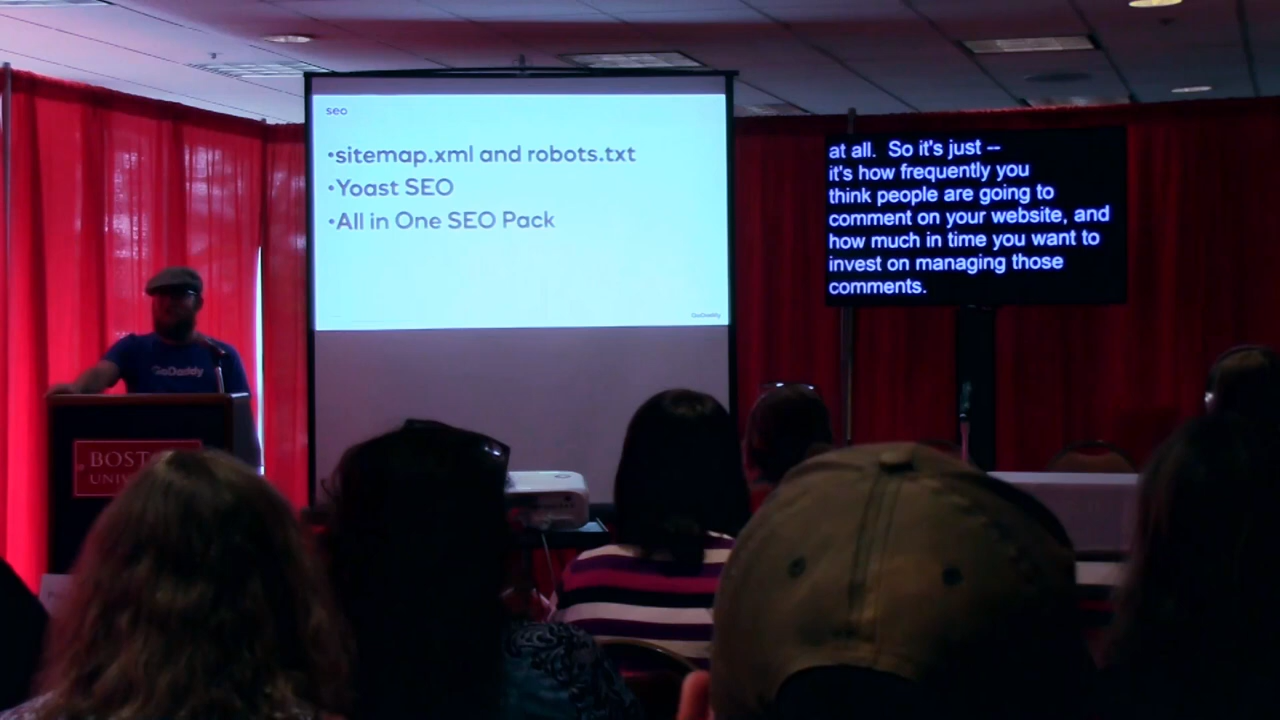 seo
•sitemap.xml and robots.txt
•Yoast SEO
•All in One SEO Pack
GoDaddy
at all.  So it's just --
it's how frequently you
think people are going to
comment on your website, and
how much in time you want to
invest on managing those
comments.
GoDaddy
BOST
UNIV